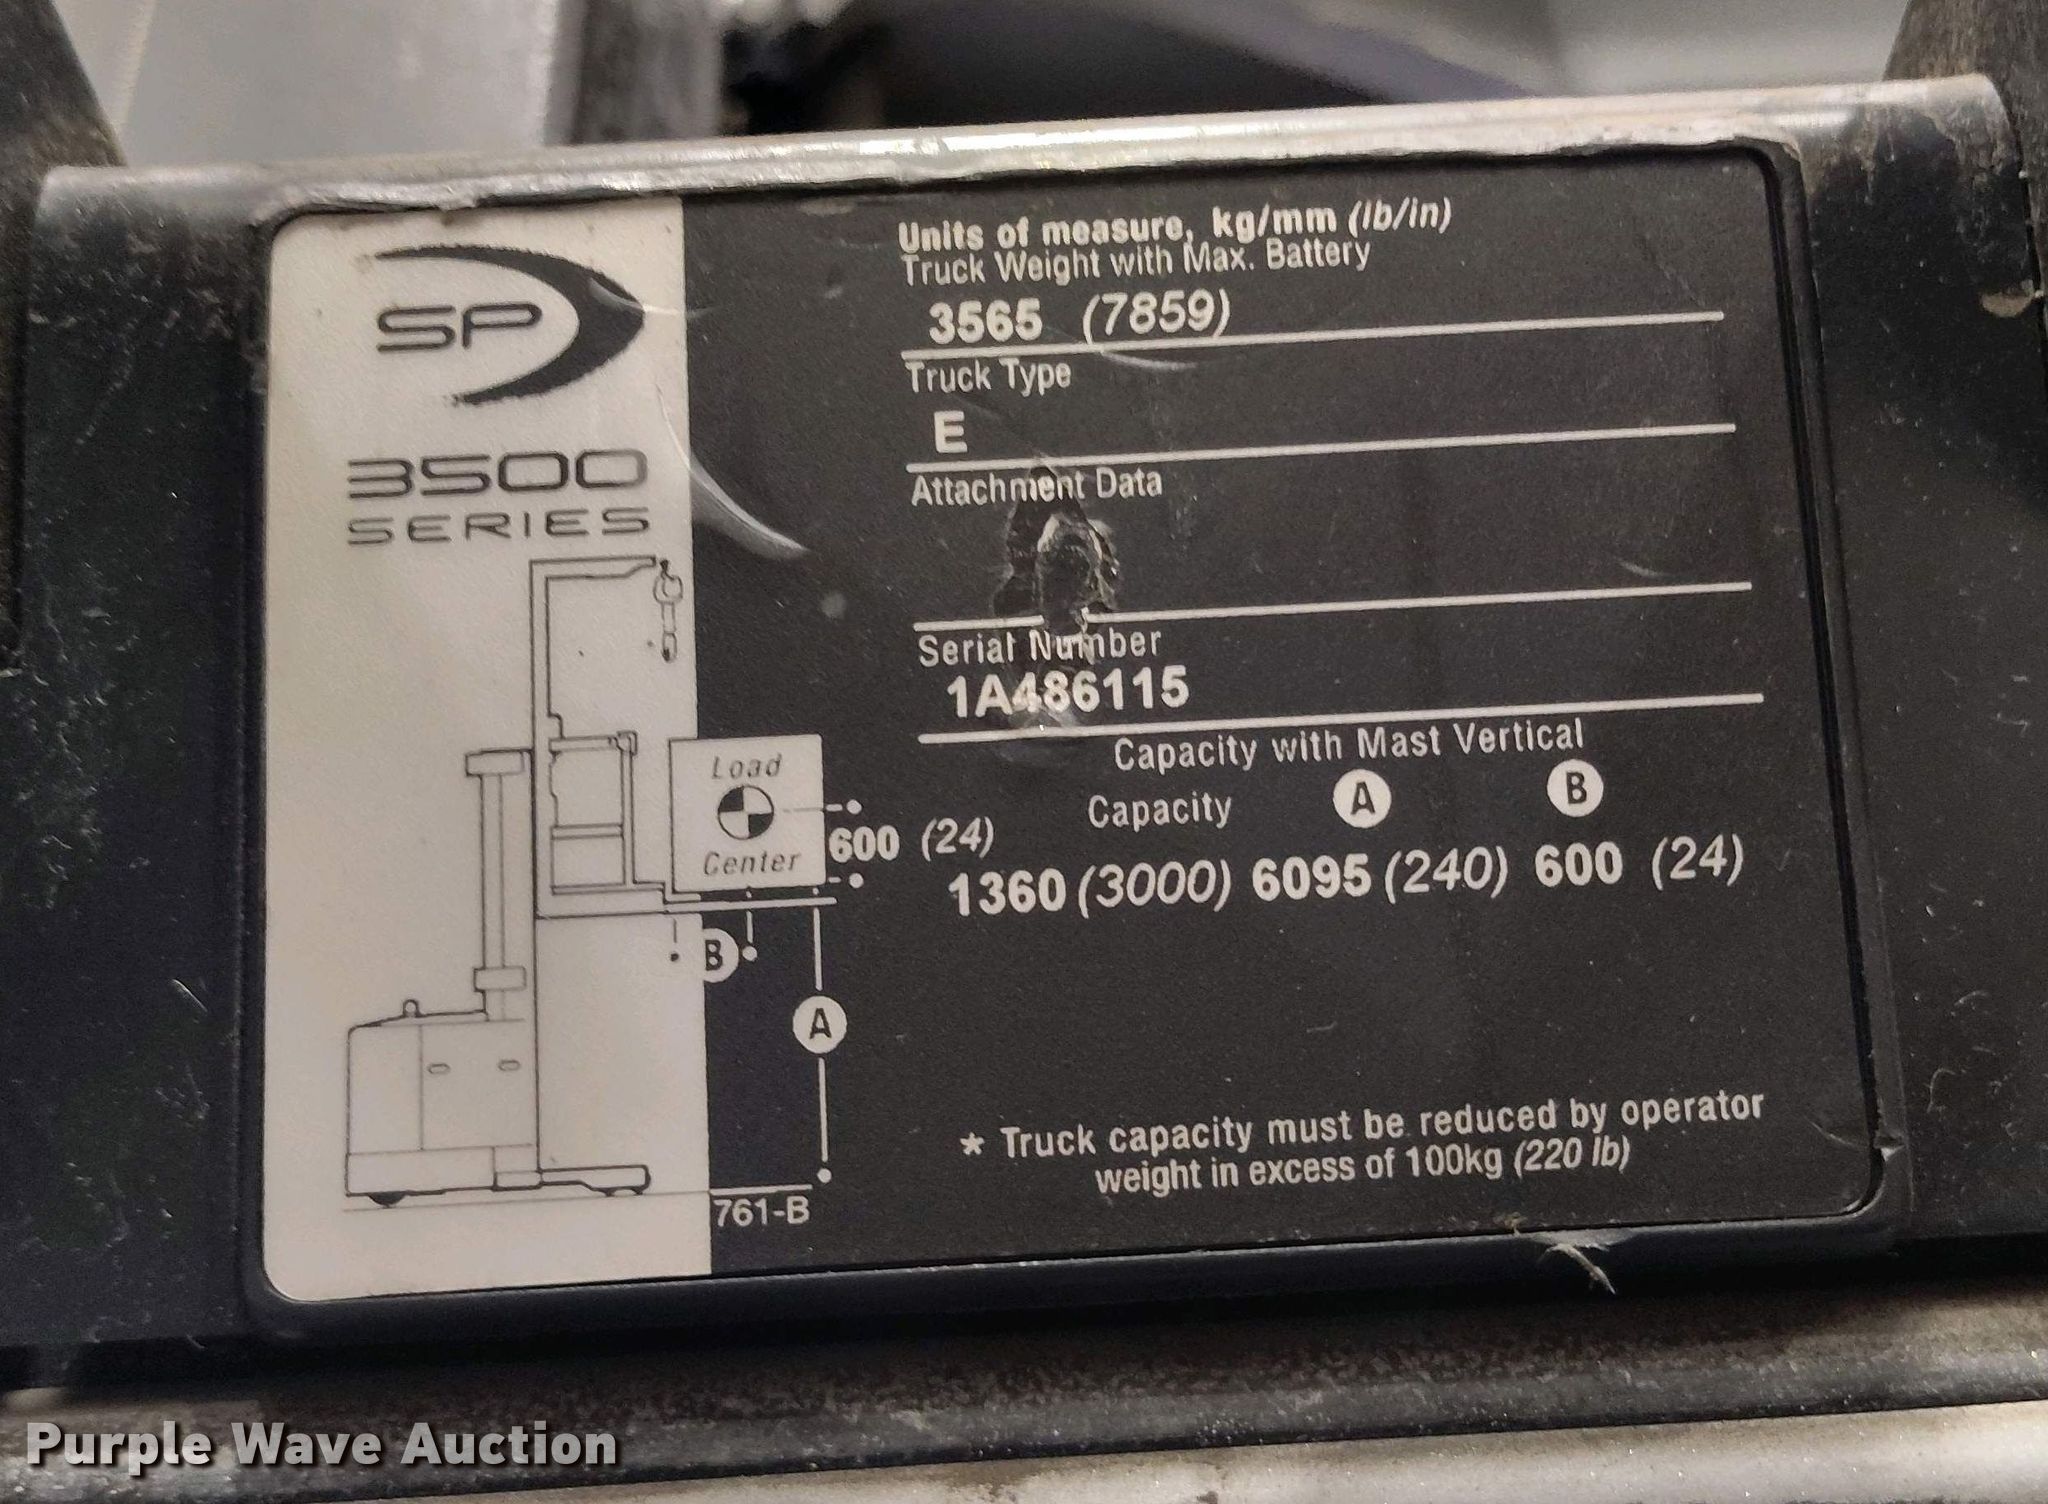 SP
3500
SERIES
Units of measure, kg/mm (lb/in)
Truck Weight with Max. Battery
3565 (7859)
Truck Type
E
Attachment Data
Serial Number
1A486115
Capacity with Mast Vertical
Capacity A B
1360 (3000) 6095 (240) 600 (24)
Load
Center
600 (24)
B
A
761-B
* Truck capacity must be reduced by operator
weight in excess of 100kg (220 lb)
Purple Wave Auction